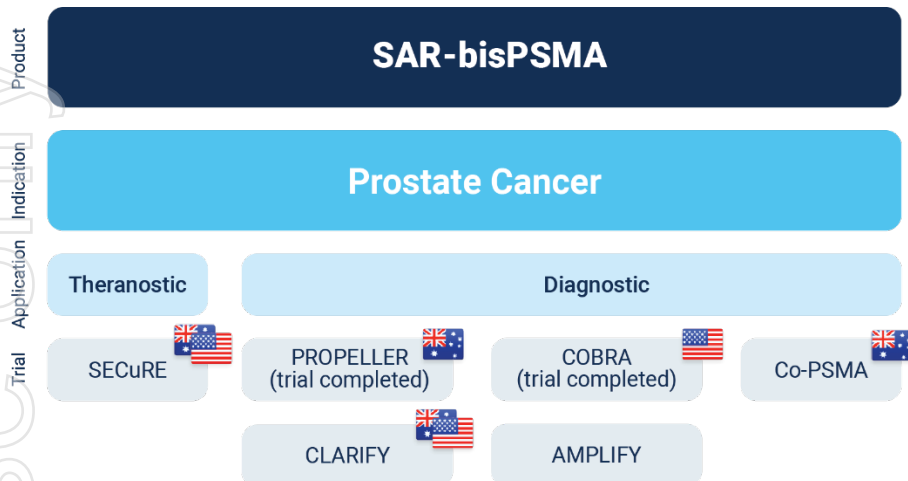 Product
SAR-bisPSMA
Indication
Prostate Cancer
Application
Theranostic
Diagnostic
Trial
SECuRE
PROPELLER
(trial completed)
COBRA
(trial completed)
Co-PSMA
CLARIFY
AMPLIFY